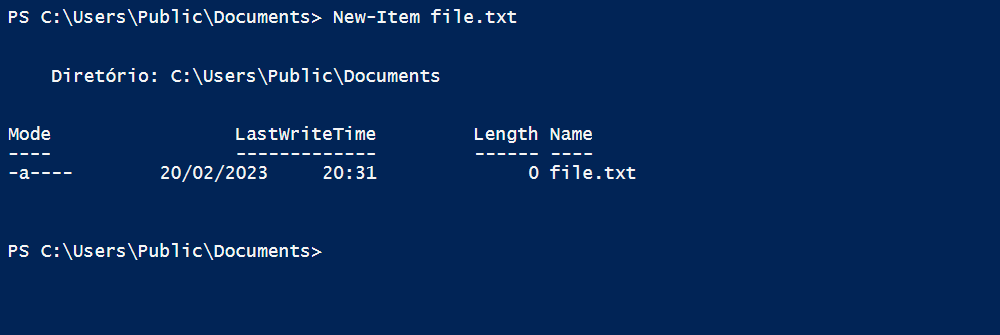 PS C:\Users\Public\Documents> New-Item file.txt
    Diretório: C:\Users\Public\Documents
Mode                 LastWriteTime         Length Name
----                 -------------         ------ ----
-a----        20/02/2023     20:31              0 file.txt
PS C:\Users\Public\Documents>